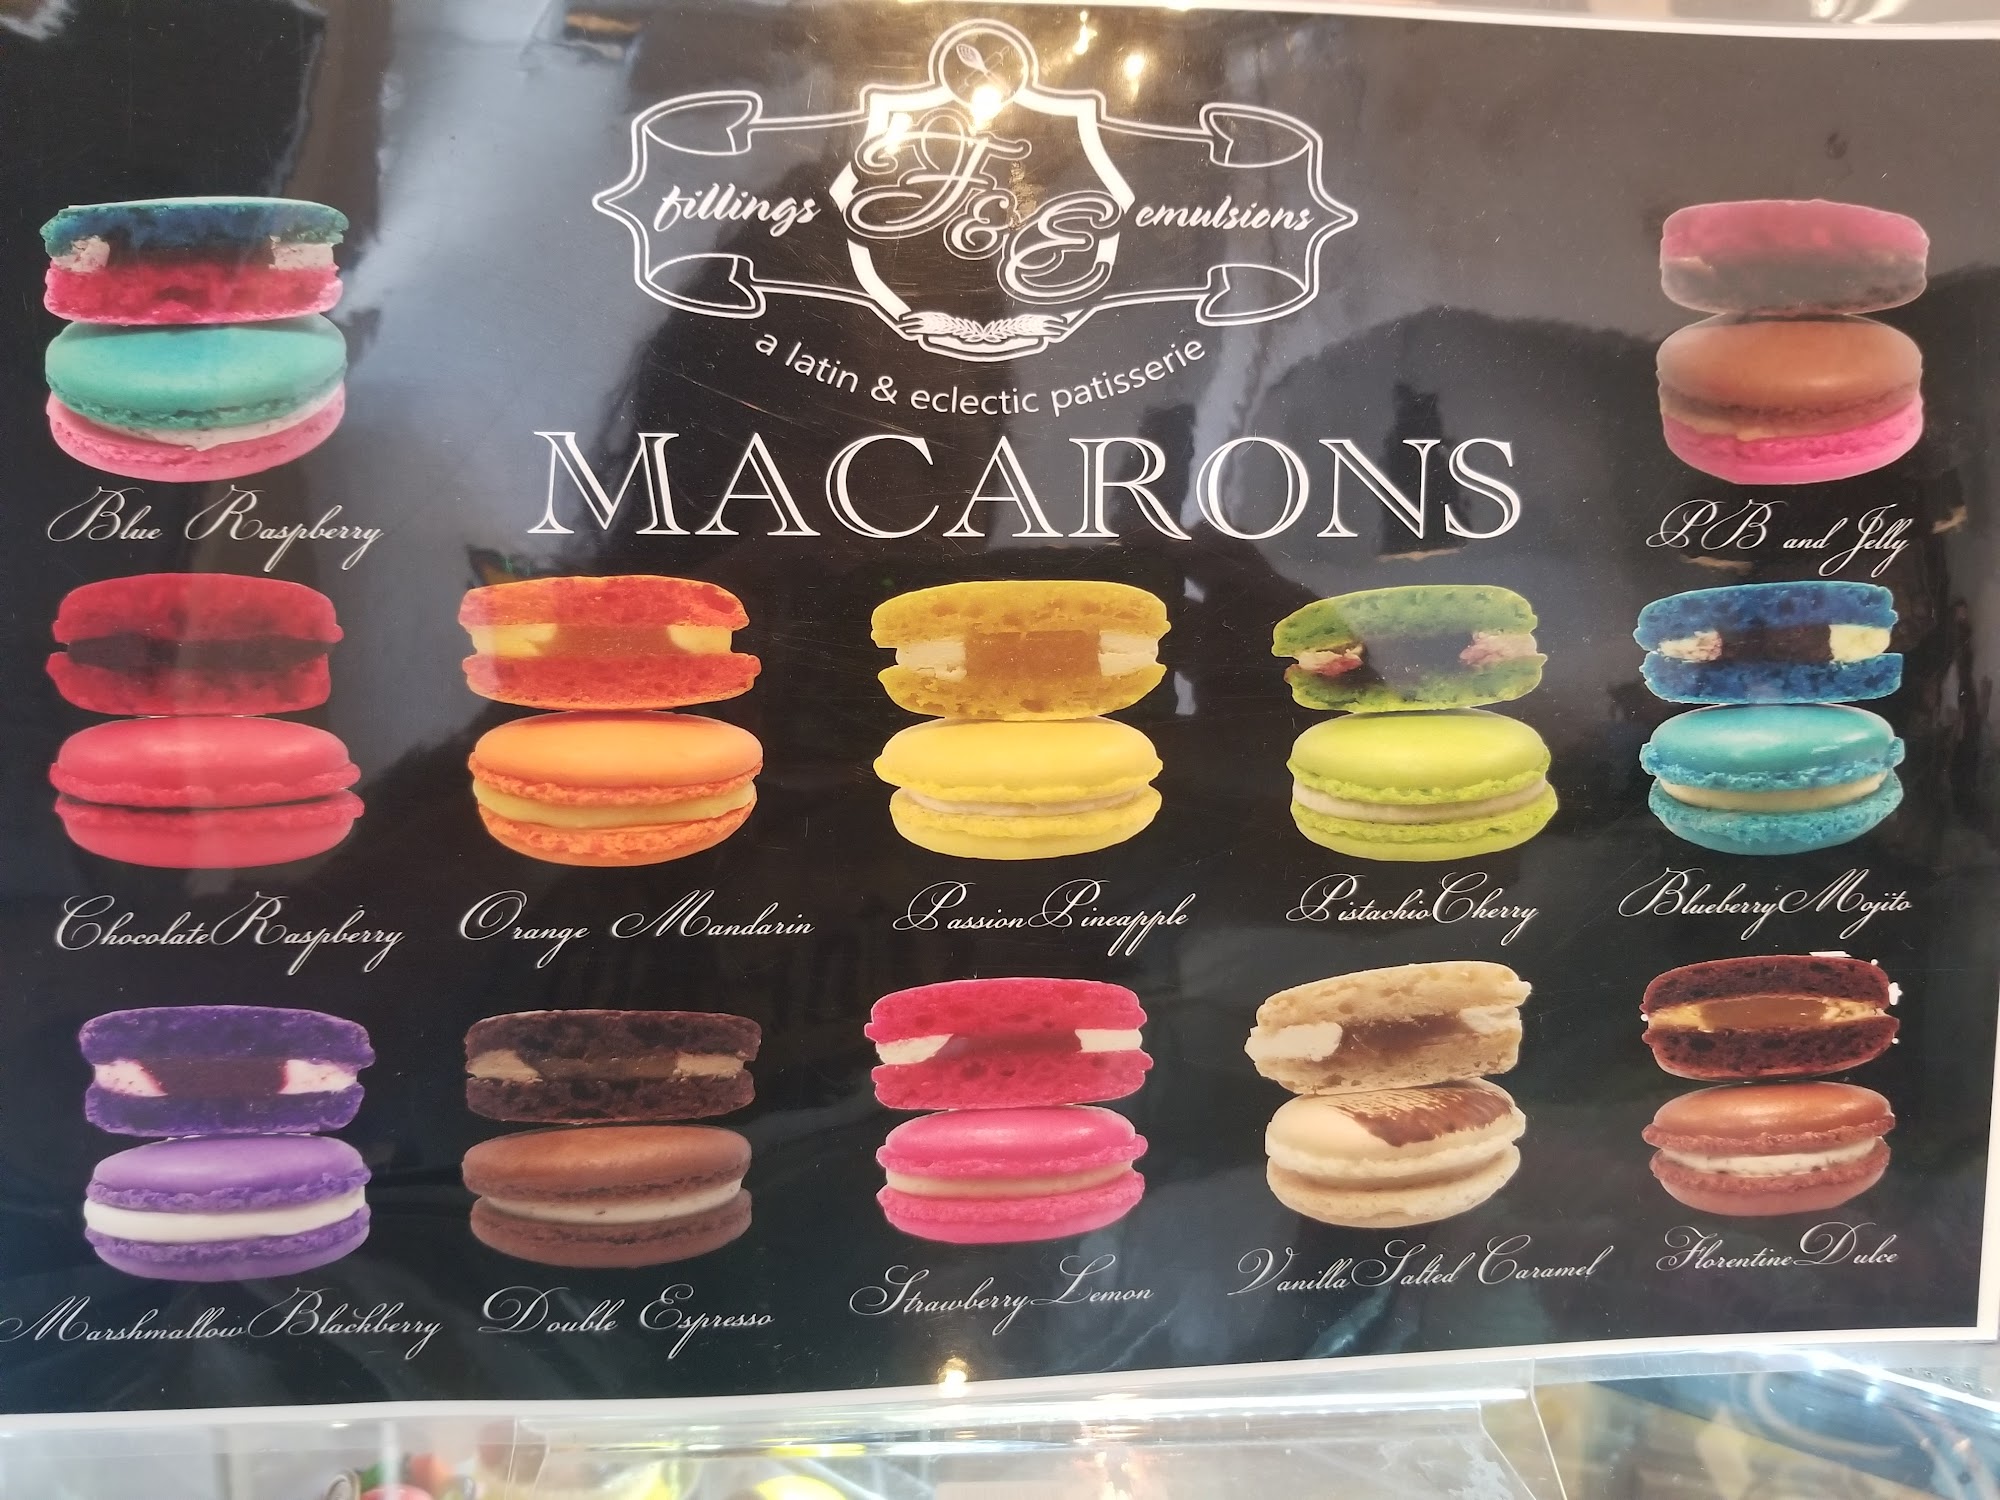 fillings F&E emulsions
a latin & eclectic patisserie
MACARONS
Blue Raspberry
PB and Jelly
Chocolate Raspberry
Orange Mandarin
Passion Pineapple
Pistachio Cherry
Blueberry Mojito
Marshmallow Blackberry
Double Espresso
Strawberry Lemon
Vanilla Salted Caramel
Florentine Dulce